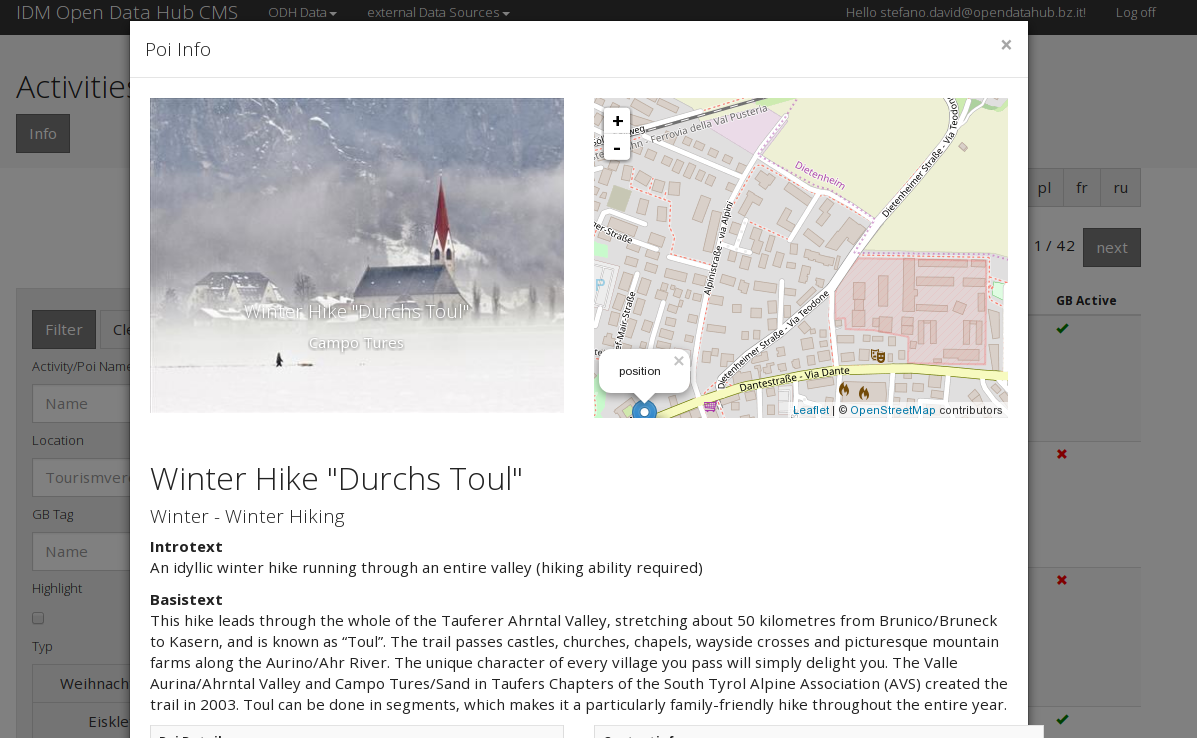 IDM Open Data Hub CMS ODH Data external Data Sources Hello stefano.david@opendatahub.bz.it! Log off
Poi Info ×
Activities
Info
pl fr ru
1 / 42 next
GB Active
Filter
Activity/Poi Name
Name
Location
GB Tag
Name
Highlight
Typ
Winter Hike "Durchs Toul"
Campo Tures
+
-
Ferrovia della Val Pusteria
Dietenheim
Dietenheimer Straße - Via Teodone
Alpinistraße - via Alpini
Dietenheimer Straße - Via Teodone
Dantestraße - Via Dante
position ×
Leaflet | © OpenStreetMap contributors
Winter Hike "Durchs Toul"
Winter - Winter Hiking
Introtext
An idyllic winter hike running through an entire valley (hiking ability required)
Basistext
This hike leads through the whole of the Tauferer Ahrntal Valley, stretching about 50 kilometres from Brunico/Bruneck
to Kasern, and is known as “Toul”. The trail passes castles, churches, chapels, wayside crosses and picturesque mountain
farms along the Aurino/Ahr River. The unique character of every village you pass will simply delight you. The Valle
Aurina/Ahrntal Valley and Campo Tures/Sand in Taufers Chapters of the South Tyrol Alpine Association (AVS) created the
trail in 2003. Toul can be done in segments, which makes it a particularly family-friendly hike throughout the entire year.